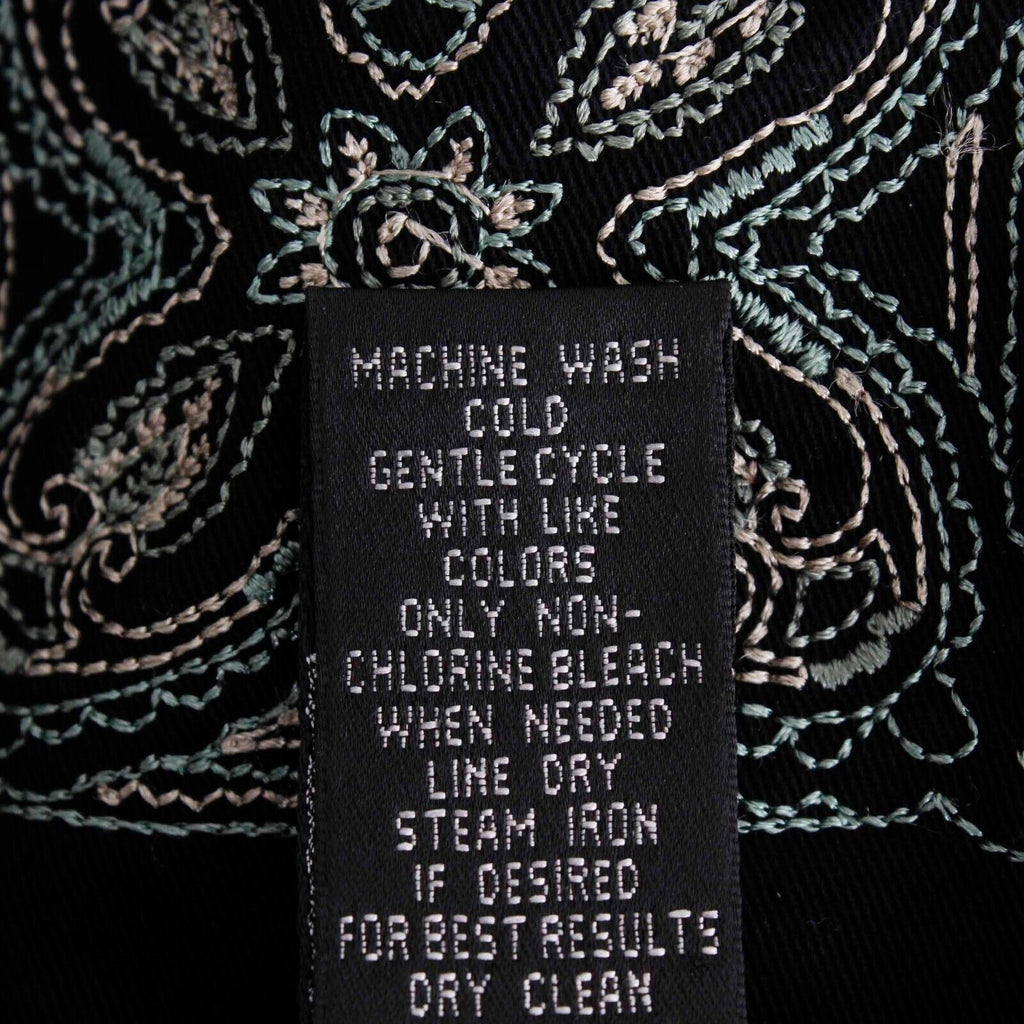 MACHINE WASH
COLD
GENTLE CYCLE
WITH LIKE
COLORS
ONLY NON-
CHLORINE BLEACH
WHEN NEEDED
LINE DRY
STEAM IRON
IF DESIRED
FOR BEST RESULTS
DRY CLEAN